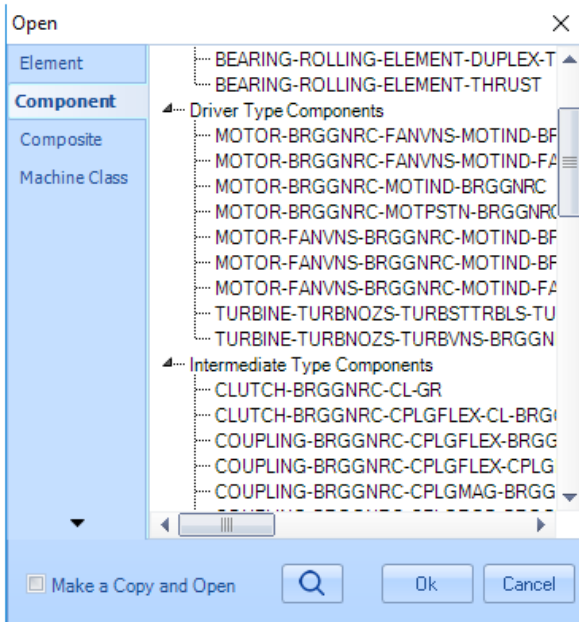 Open
Element
Component
Composite
Machine Class
BEARING-ROLLING-ELEMENT-DUPLEX-T
BEARING-ROLLING-ELEMENT-THRUST
Driver Type Components
MOTOR-BRGGNRC-FANVNS-MOTIND-BF
MOTOR-BRGGNRC-FANVNS-MOTIND-FA
MOTOR-BRGGNRC-MOTIND-BRGGNRC
MOTOR-BRGGNRC-MOTPSTN-BRGGNRC
MOTOR-FANVNS-BRGGNRC-MOTIND-BF
MOTOR-FANVNS-BRGGNRC-MOTIND-BF
MOTOR-FANVNS-BRGGNRC-MOTIND-FA
TURBINE-TURBNOZS-TURBSTTRBLS-TU
TURBINE-TURBNOZS-TURBVNS-BRGGN
Intermediate Type Components
CLUTCH-BRGGNRC-CL-GR
CLUTCH-BRGGNRC-CPLGFLEX-CL-BRG
COUPLING-BRGGNRC-CPLGFLEX-BRGG
COUPLING-BRGGNRC-CPLGFLEX-CPLG
COUPLING-BRGGNRC-CPLGMAG-BRGG
Make a Copy and Open
Ok
Cancel